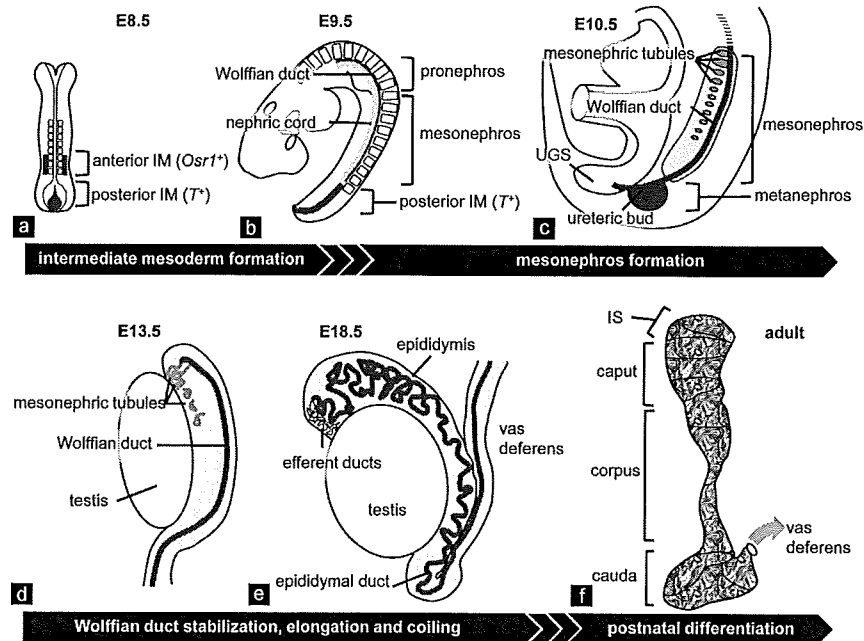 E8.5
anterior IM (Osr1⁺)
posterior IM (T⁺)
a
E9.5
Wolffian duct
nephric cord
pronephros
mesonephros
posterior IM (T⁺)
b
E10.5
mesonephric tubules
Wolffian duct
UGS
ureteric bud
mesonephros
metanephros
c
intermediate mesoderm formation
mesonephros formation
E13.5
mesonephric tubules
Wolffian duct
testis
d
E18.5
epididymis
efferent ducts
vas
deferens
testis
epididymal duct
e
IS
adult
caput
corpus
cauda
vas
deferens
f
Wolffian duct stabilization, elongation and coiling
postnatal differentiation